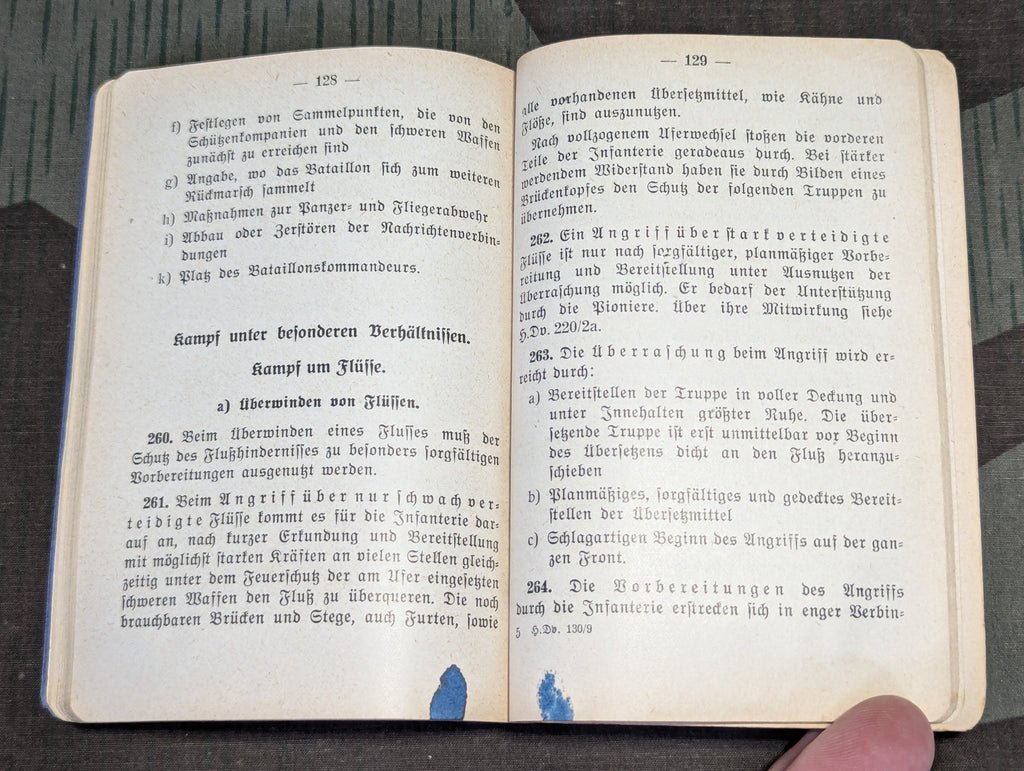 — 128 —
f) Festlegen von Sammelpunkten, die von den
Schützenkompanien und den schweren Waffen
zunächst zu erreichen sind
g) Angabe, wo das Bataillon sich zum weiteren
Rückmarsch sammelt
h) Maßnahmen zur Panzer- und Fliegerabwehr
i) Abbau oder Zerstören der Nachrichtenverbin-
dungen
k) Platz des Bataillonskommandeurs.
Kampf unter besonderen Verhältnissen.
Kampf um Flüsse.
a) Überwinden von Flüssen.
260. Beim Überwinden eines Flusses muß der
Schutz des Flußhindernisses zu besonders sorgfältigen
Vorbereitungen ausgenutzt werden.
261. Beim Angriff über nur schwach ver-
teidigte Flüsse kommt es für die Infanterie dar-
auf an, nach kurzer Erkundung und Bereitstellung
mit möglichst starken Kräften an vielen Stellen gleich-
zeitig unter dem Feuerschutz der am Ufer eingesetzten
schweren Waffen den Fluß zu überqueren. Die noch
brauchbaren Brücken und Stege, auch Furten, sowie
— 129 —
alle vorhandenen Übersetzmittel, wie Kähne und
Flöße, sind auszunutzen.
Nach vollzogenem Uferwechsel stoßen die vorderen
Teile der Infanterie geradeaus durch. Bei stärker
werdendem Widerstand haben sie durch Bilden eines
Brückenkopfes den Schutz der folgenden Truppen zu
übernehmen.
262. Ein Angriff über stark verteidigte
Flüsse ist nur nach sorgfältiger, planmäßiger Vorbe-
reitung und Bereitstellung unter Ausnutzen der
Überraschung möglich. Er bedarf der Unterstützung
durch die Pioniere. Über ihre Mitwirkung siehe
H.Dv. 220/2a.
263. Die Überraschung beim Angriff wird er-
reicht durch:
a) Bereitstellen der Truppe in voller Deckung und
unter Innehalten größter Ruhe. Die über-
setzende Truppe ist erst unmittelbar vor Beginn
des Übersetzens dicht an den Fluß heranzu-
schieben
b) Planmäßiges, sorgfältiges und gedecktes Bereit-
stellen der Übersetzmittel
c) Schlagartigen Beginn des Angriffs auf der gan-
zen Front.
264. Die Vorbereitungen des Angriffs
durch die Infanterie erstrecken sich in enger Verbin-
5 H.Dv. 130/9